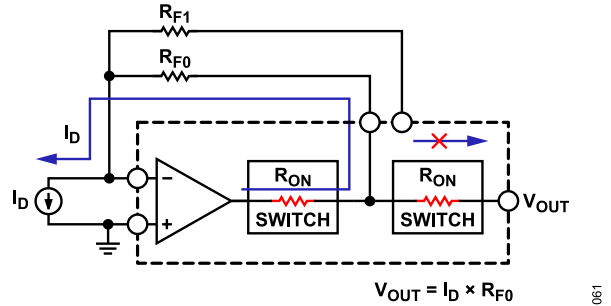 RF1
RF0
ID
ID
−
+
RON
SWITCH
RON
SWITCH
VOUT
VOUT = ID × RF0
061